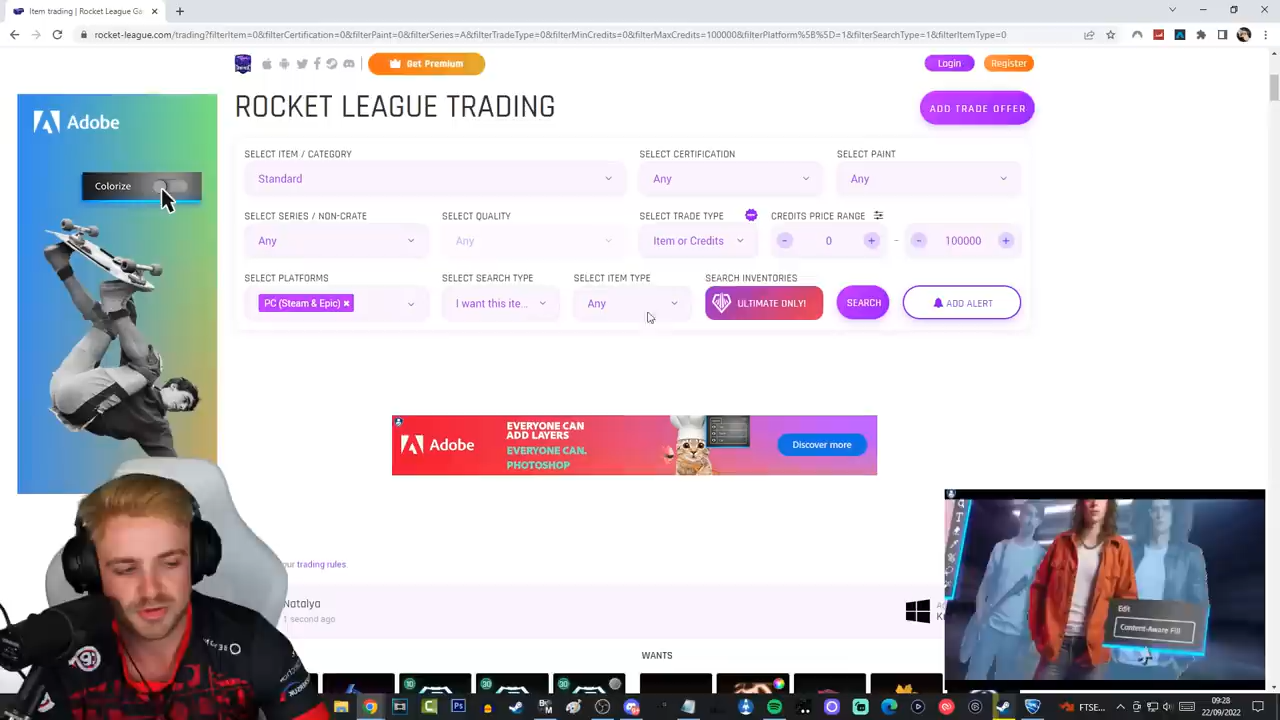 Item trading | Rocket League Ga
rocket-league.com/trading?filterItem=0&filterCertification=0&filterPaint=0&filterSeries=A&filterTradeType=0&filterMinCredits=0&filterMaxCredits=100000&filterPlatform%5B%5D=1&filterSearchType=1&filterItemType=0
Get Premium
Login
Register
ROCKET LEAGUE TRADING
ADD TRADE OFFER
Adobe
Colorize
SELECT ITEM / CATEGORY
SELECT CERTIFICATION
SELECT PAINT
Standard
Any
Any
SELECT SERIES / NON-CRATE
SELECT QUALITY
SELECT TRADE TYPE
CREDITS PRICE RANGE
Any
Any
Item or Credits
0
-
100000
SELECT PLATFORMS
SELECT SEARCH TYPE
SELECT ITEM TYPE
SEARCH INVENTORIES
PC (Steam & Epic)
I want this ite...
Any
ULTIMATE ONLY!
SEARCH
ADD ALERT
Adobe
EVERYONE CAN
ADD LAYERS
EVERYONE CAN.
PHOTOSHOP
Discover more
trading rules.
Natalya
1 second ago
WANTS
Edit
Content-Aware Fill
FTSE...
09:28
22/09/2022